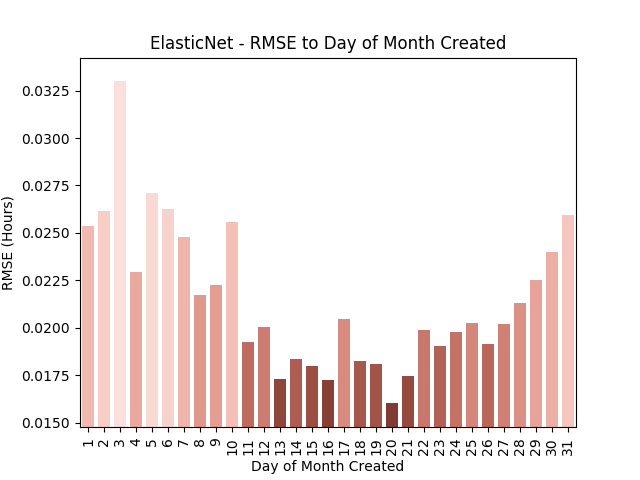 ElasticNet - RMSE to Day of Month Created
RMSE (Hours)
0.0325
0.0300
0.0275
0.0250
0.0225
0.0200
0.0175
0.0150
1 2 3 4 5 6 7 8 9 10 11 12 13 14 15 16 17 18 19 20 21 22 23 24 25 26 27 28 29 30 31
Day of Month Created